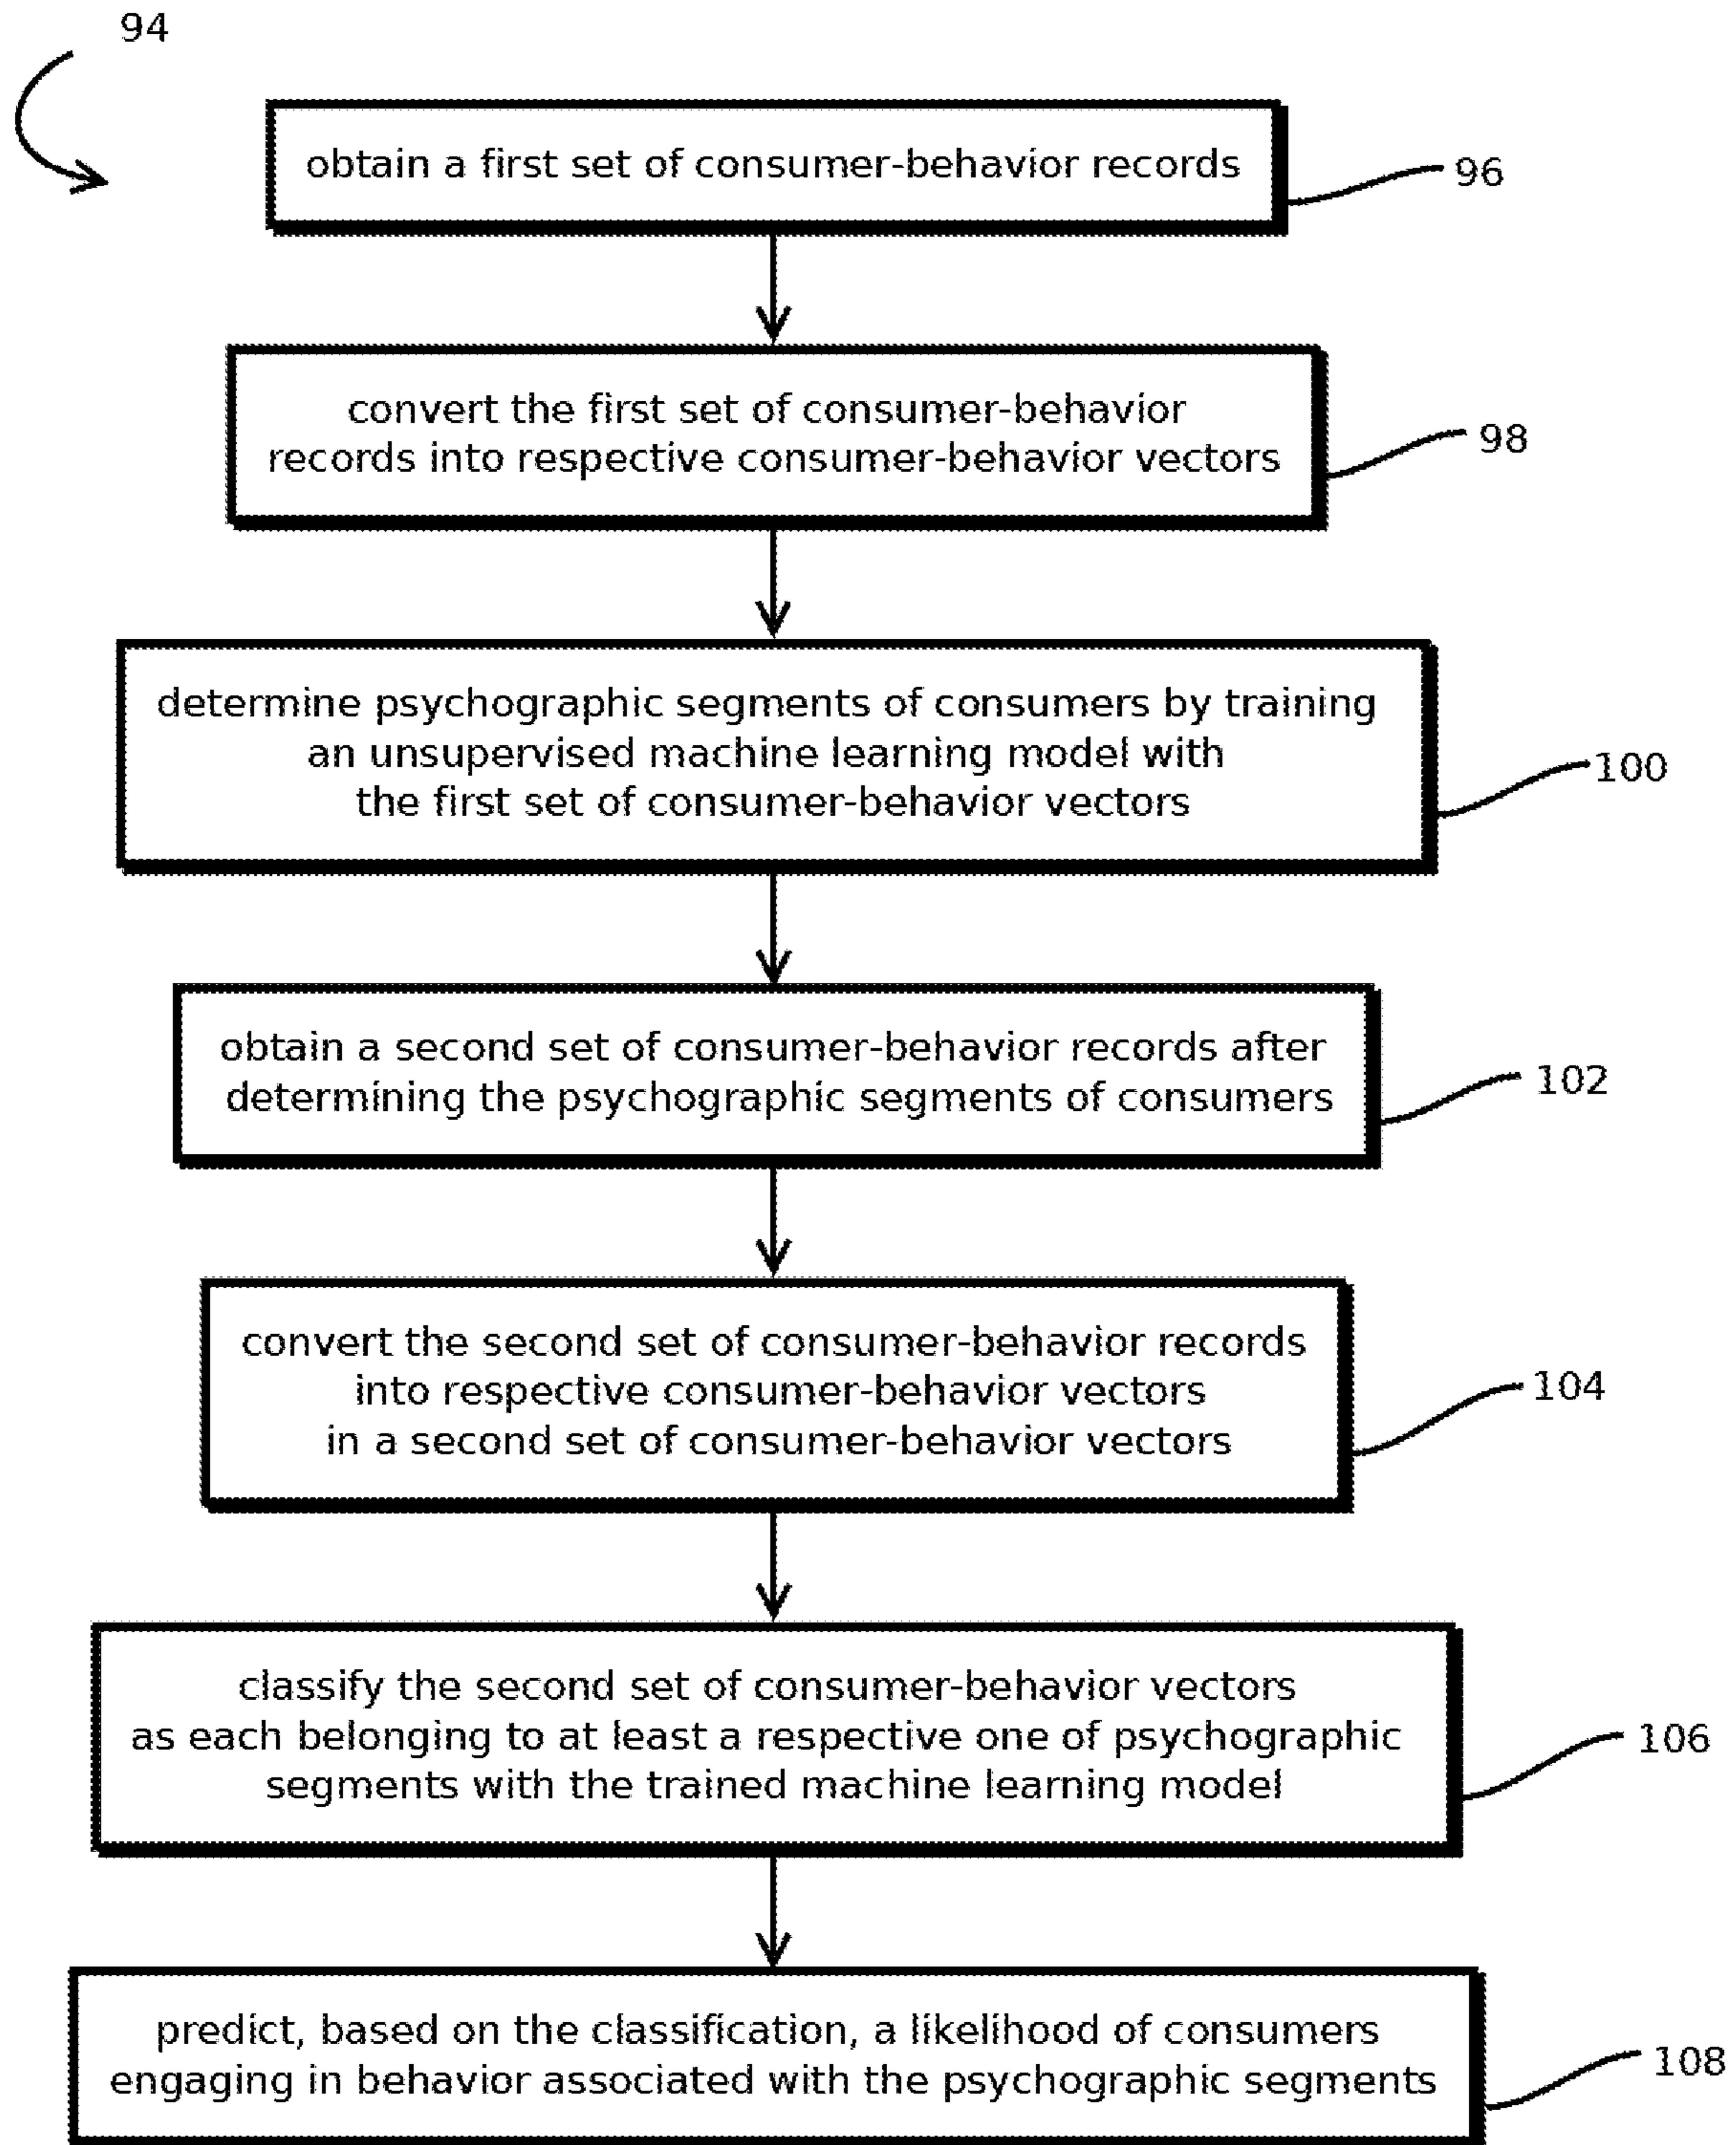 94
obtain a first set of consumer-behavior records
96
convert the first set of consumer-behavior
records into respective consumer-behavior vectors
98
determine psychographic segments of consumers by training
an unsupervised machine learning model with
the first set of consumer-behavior vectors
100
obtain a second set of consumer-behavior records after
determining the psychographic segments of consumers
102
convert the second set of consumer-behavior records
into respective consumer-behavior vectors
in a second set of consumer-behavior vectors
104
classify the second set of consumer-behavior vectors
as each belonging to at least a respective one of psychographic
segments with the trained machine learning model
106
predict, based on the classification, a likelihood of consumers
engaging in behavior associated with the psychographic segments
108